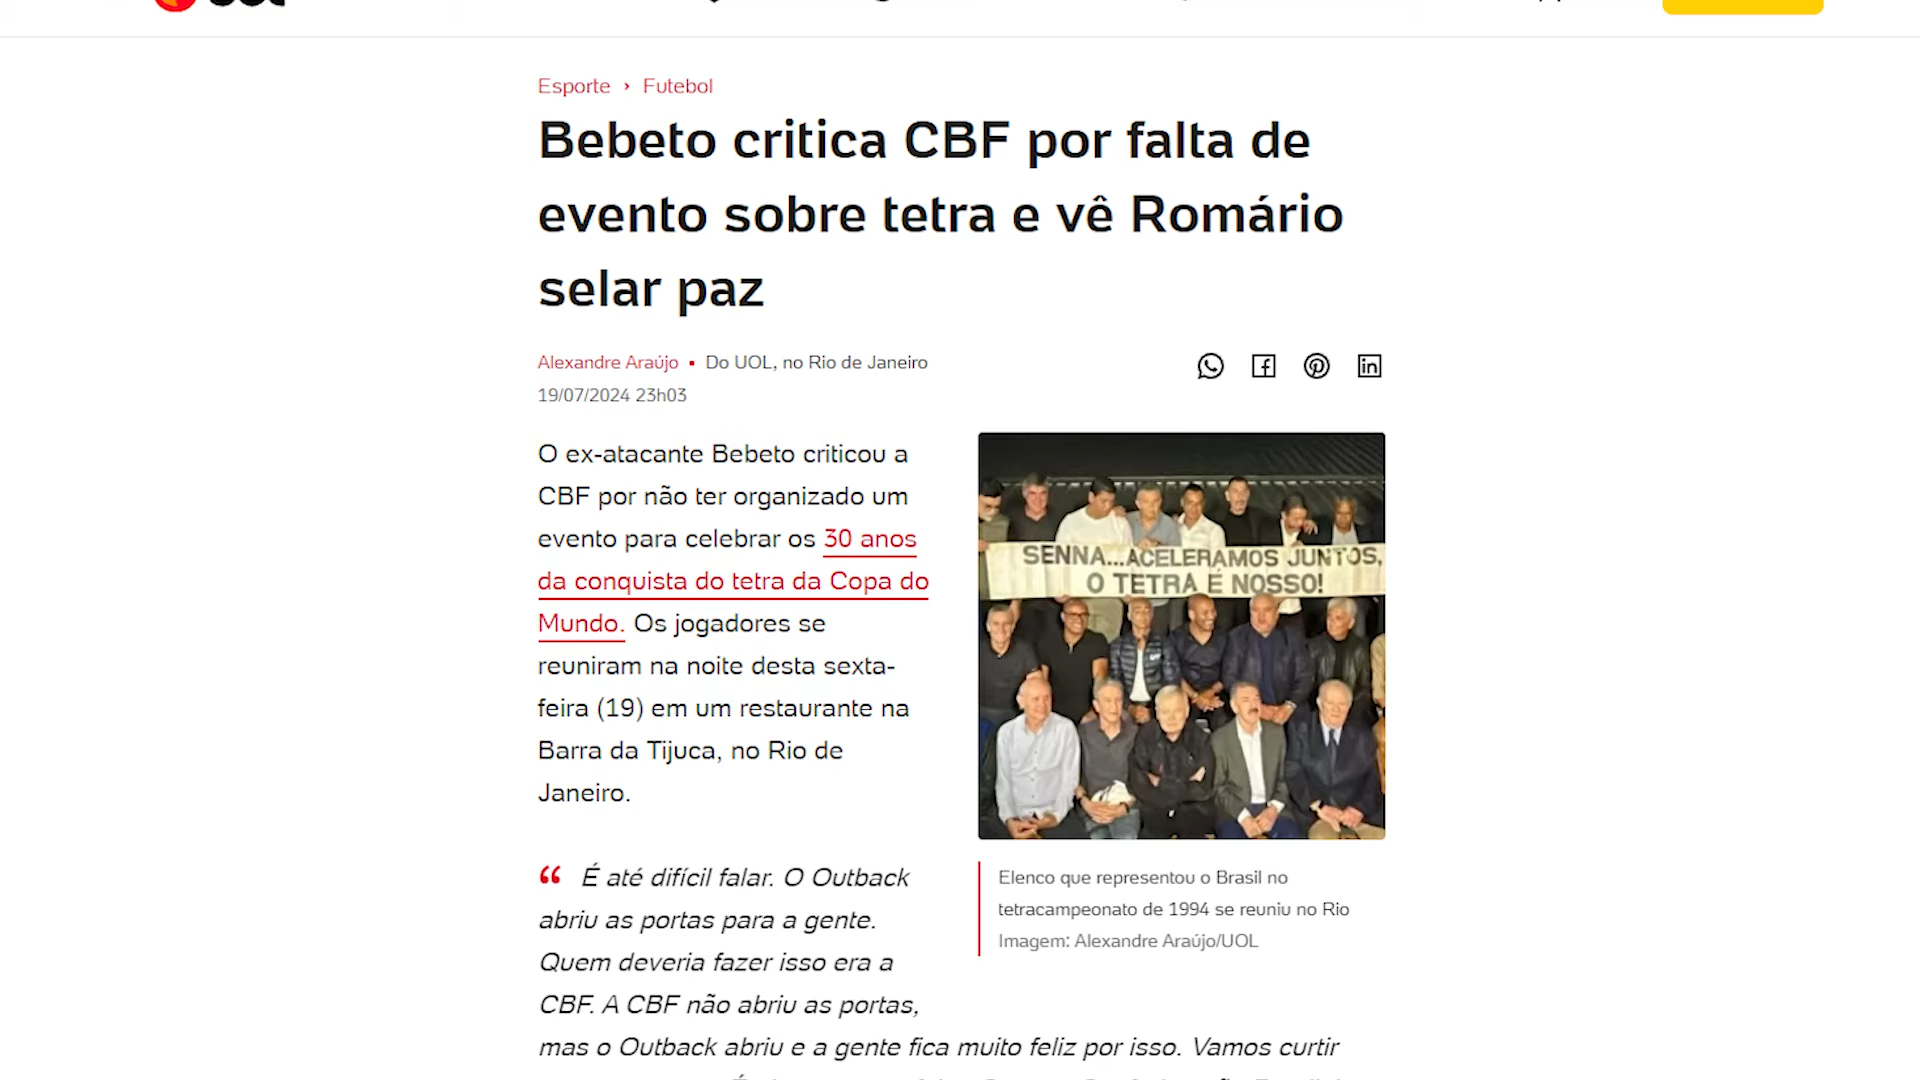 Esporte › Futebol
Bebeto critica CBF por falta de
evento sobre tetra e vê Romário
selar paz
Alexandre Araújo • Do UOL, no Rio de Janeiro
19/07/2024 23h03
O ex-atacante Bebeto criticou a
CBF por não ter organizado um
evento para celebrar os 30 anos
da conquista do tetra da Copa do
Mundo. Os jogadores se
reuniram na noite desta sexta-
feira (19) em um restaurante na
Barra da Tijuca, no Rio de
Janeiro.
SENNA...ACELERAMOS JUNTOS,
O TETRA É NOSSO!
Elenco que representou o Brasil no
tetracampeonato de 1994 se reuniu no Rio
Imagem: Alexandre Araújo/UOL
“ É até difícil falar. O Outback
abriu as portas para a gente.
Quem deveria fazer isso era a
CBF. A CBF não abriu as portas,
mas o Outback abriu e a gente fica muito feliz por isso. Vamos curtir